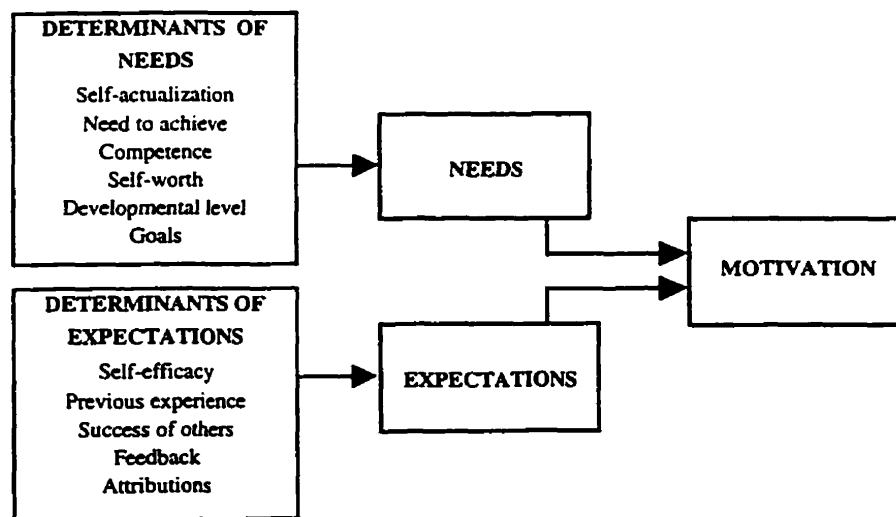 DETERMINANTS OF
NEEDS
Self-actualization
Need to achieve
Competence
Self-worth
Developmental level
Goals
NEEDS
MOTIVATION
DETERMINANTS OF
EXPECTATIONS
Self-efficacy
Previous experience
Success of others
Feedback
Attributions
EXPECTATIONS